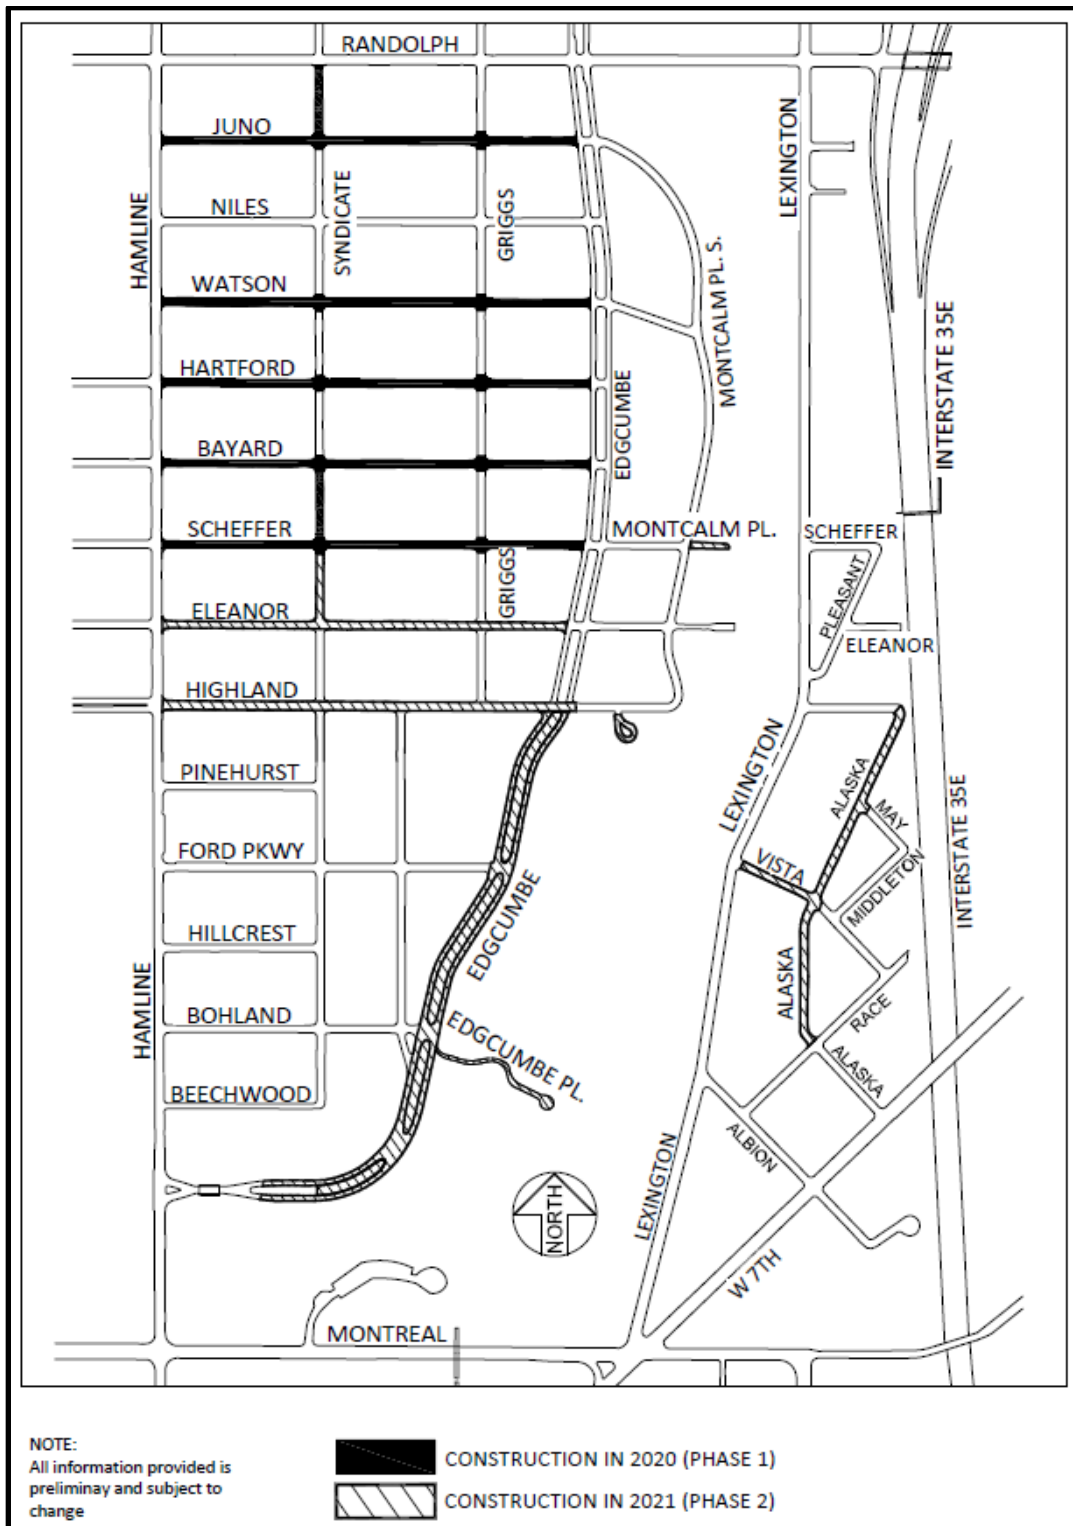 RANDOLPH
JUNO
LEXINGTON
SYNDICATE
HAMLINE
NILES
GRIGGS
MONTCALM PL. S.
WATSON
INTERSTATE 35E
HARTFORD
EDGCUMBE
BAYARD
SCHEFFER
MONTCALM PL.
SCHEFFER
PLEASANT
GRIGGS
ELEANOR
ELEANOR
HIGHLAND
LEXINGTON
PINEHURST
ALASKA
MAY
INTERSTATE 35E
FORD PKWY
VISTA
MIDDLETON
EDGCUMBE
HILLCREST
HAMLINE
ALASKA
BOHLAND
RACE
EDGCUMBE PL.
ALASKA
BEECHWOOD
ALBION
LEXINGTON
NORTH
W 7TH
MONTREAL
NOTE:
All information provided is
preliminay and subject to
change
CONSTRUCTION IN 2020 (PHASE 1)
CONSTRUCTION IN 2021 (PHASE 2)